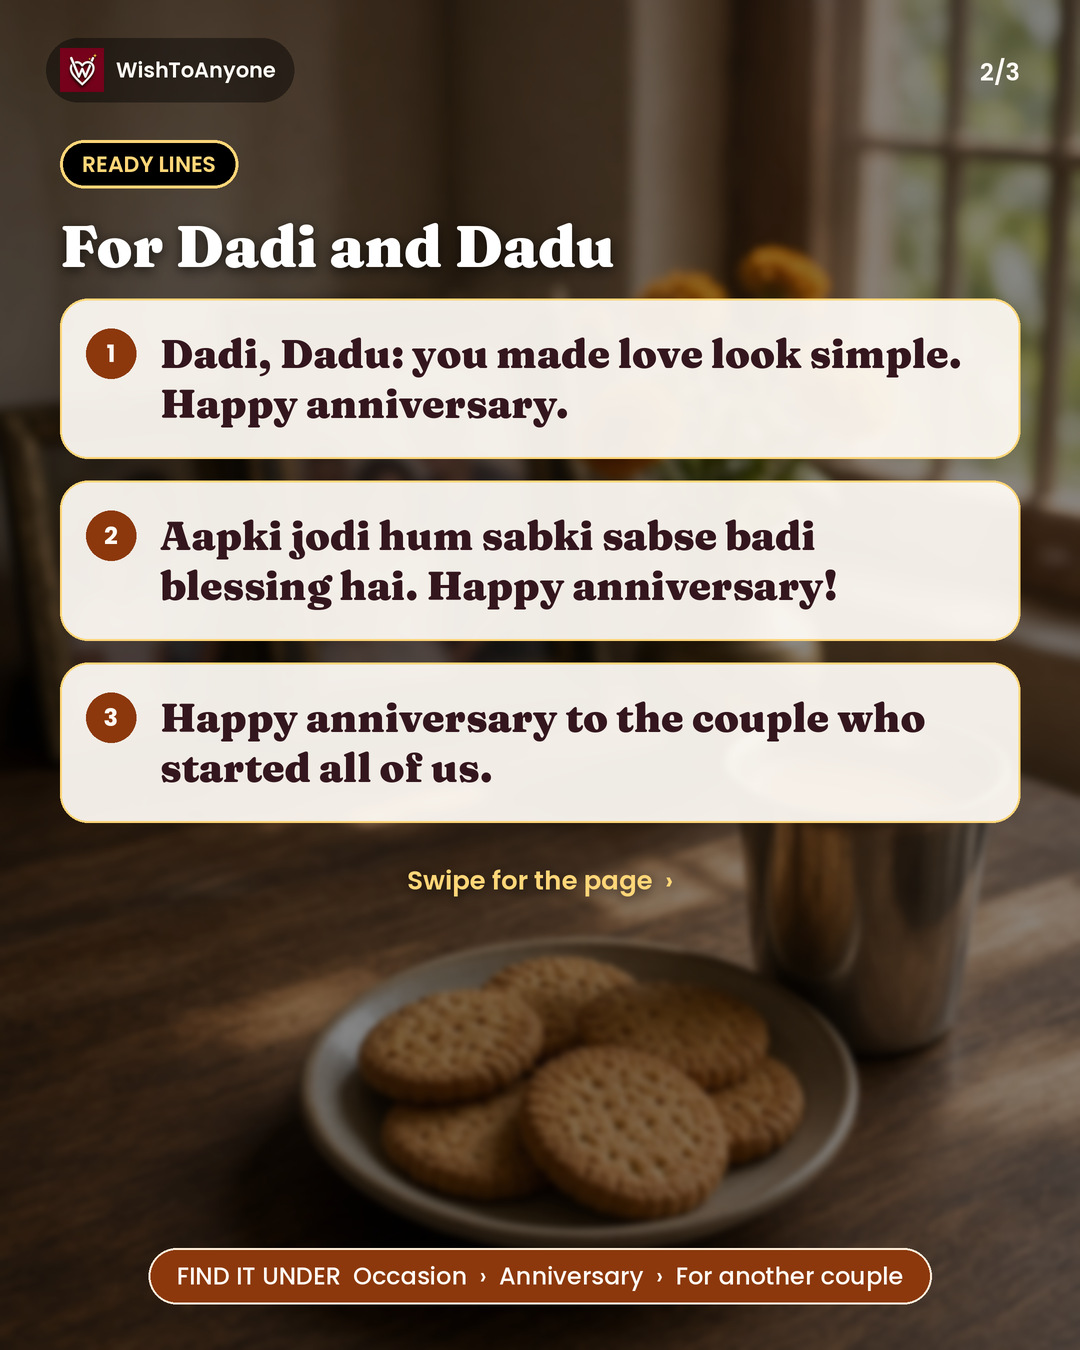 WishToAnyone
2/3
READY LINES
For Dadi and Dadu
1
Dadi, Dadu: you made love look simple.
Happy anniversary.
2
Aapki jodi hum sabki sabse badi
blessing hai. Happy anniversary!
3
Happy anniversary to the couple who
started all of us.
Swipe for the page ›
FIND IT UNDER Occasion › Anniversary › For another couple